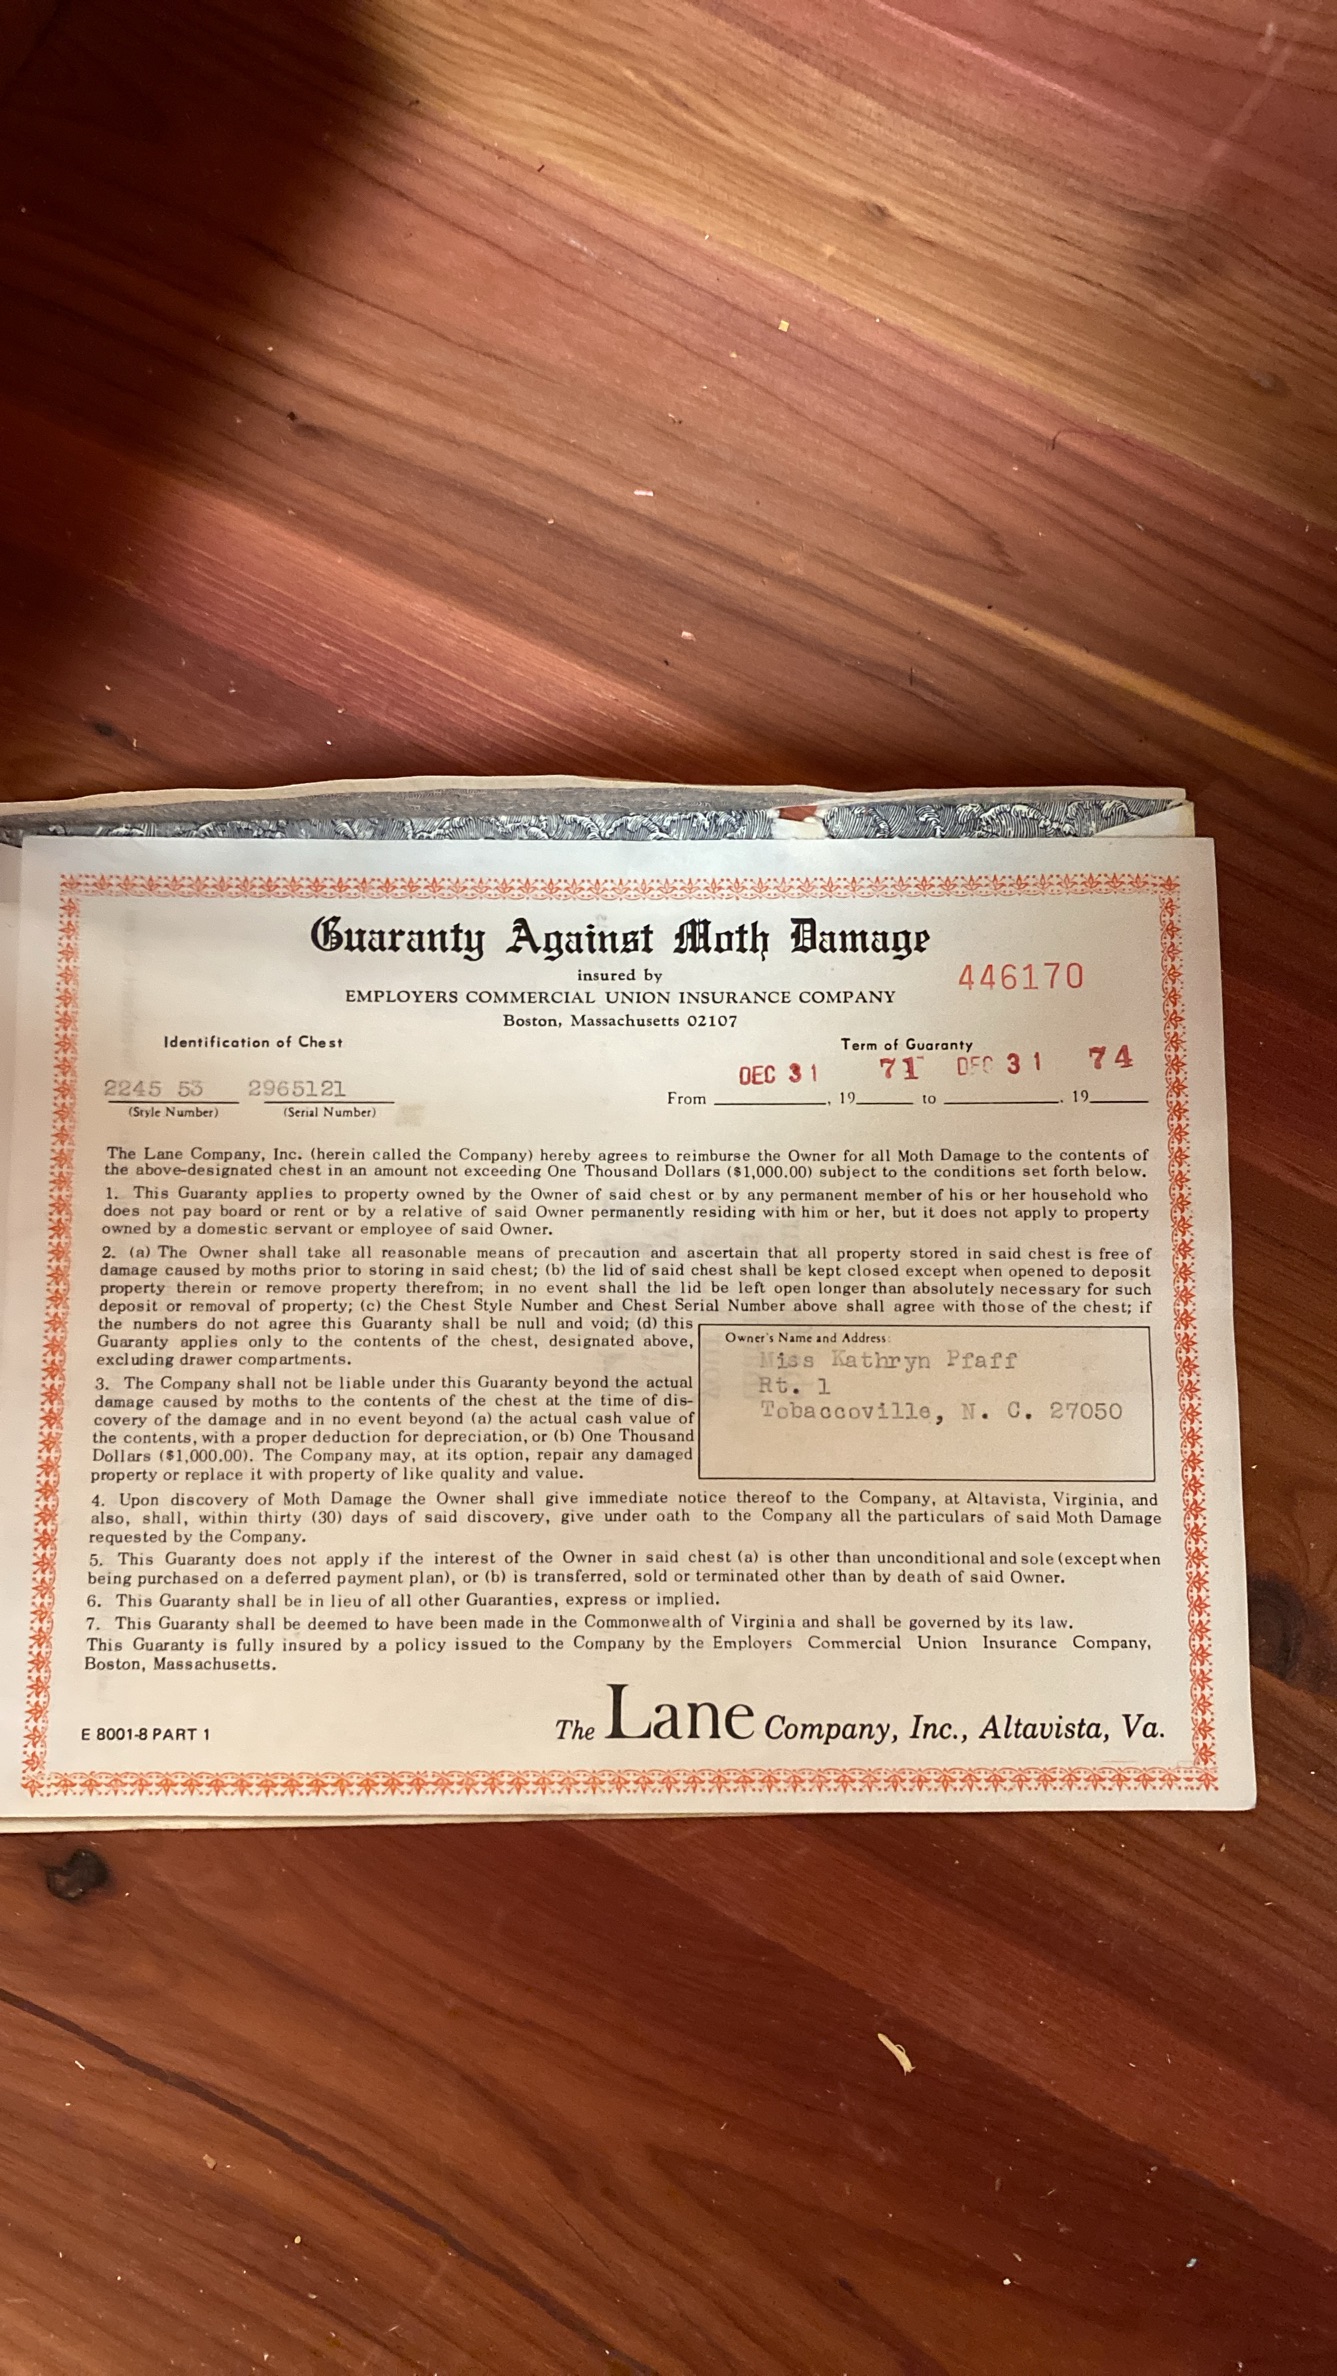 Guaranty Against Moth Damage
insured by
446170
EMPLOYERS COMMERCIAL UNION INSURANCE COMPANY
Boston, Massachusetts 02107
Identification of Chest
Term of Guaranty
DEC 31 71 DEC 31 74
2245 53 2965121
From ________, 19____ to ________. 19____
(Style Number) (Serial Number)
The Lane Company, Inc. (herein called the Company) hereby agrees to reimburse the Owner for all Moth Damage to the contents of
the above-designated chest in an amount not exceeding One Thousand Dollars ($1,000.00) subject to the conditions set forth below.
1. This Guaranty applies to property owned by the Owner of said chest or by any permanent member of his or her household who
does not pay board or rent or by a relative of said Owner permanently residing with him or her, but it does not apply to property
owned by a domestic servant or employee of said Owner.
2. (a) The Owner shall take all reasonable means of precaution and ascertain that all property stored in said chest is free of
damage caused by moths prior to storing in said chest; (b) the lid of said chest shall be kept closed except when opened to deposit
property therein or remove property therefrom; in no event shall the lid be left open longer than absolutely necessary for such
deposit or removal of property; (c) the Chest Style Number and Chest Serial Number above shall agree with those of the chest; if
the numbers do not agree this Guaranty shall be null and void; (d) this
Guaranty applies only to the contents of the chest, designated above,
excluding drawer compartments.
3. The Company shall not be liable under this Guaranty beyond the actual
damage caused by moths to the contents of the chest at the time of dis-
covery of the damage and in no event beyond (a) the actual cash value of
the contents, with a proper deduction for depreciation, or (b) One Thousand
Dollars ($1,000.00). The Company may, at its option, repair any damaged
property or replace it with property of like quality and value.
Owner's Name and Address:
Miss Kathryn Pfaff
Rt. 1
Tobaccoville, N. C. 27050
4. Upon discovery of Moth Damage the Owner shall give immediate notice thereof to the Company, at Altavista, Virginia, and
also, shall, within thirty (30) days of said discovery, give under oath to the Company all the particulars of said Moth Damage
requested by the Company.
5. This Guaranty does not apply if the interest of the Owner in said chest (a) is other than unconditional and sole (except when
being purchased on a deferred payment plan), or (b) is transferred, sold or terminated other than by death of said Owner.
6. This Guaranty shall be in lieu of all other Guaranties, express or implied.
7. This Guaranty shall be deemed to have been made in the Commonwealth of Virginia and shall be governed by its law.
This Guaranty is fully insured by a policy issued to the Company by the Employers Commercial Union Insurance Company,
Boston, Massachusetts.
E 8001-8 PART 1
The Lane Company, Inc., Altavista, Va.